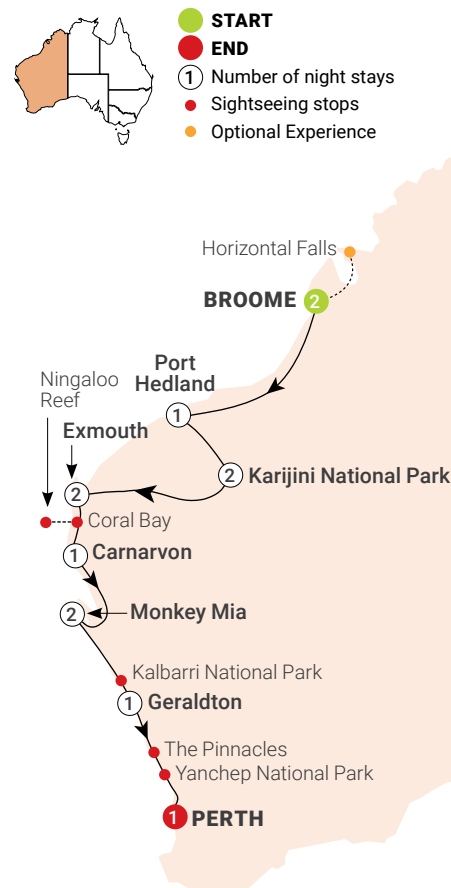 START
END
1 Number of night stays
Sightseeing stops
Optional Experience
Horizontal Falls
BROOME 2
Port
Hedland
1
Ningaloo
Reef
Exmouth
2 Karijini National Park
2
Coral Bay
1 Carnarvon
2 Monkey Mia
Kalbarri National Park
1 Geraldton
The Pinnacles
Yanchep National Park
1 PERTH